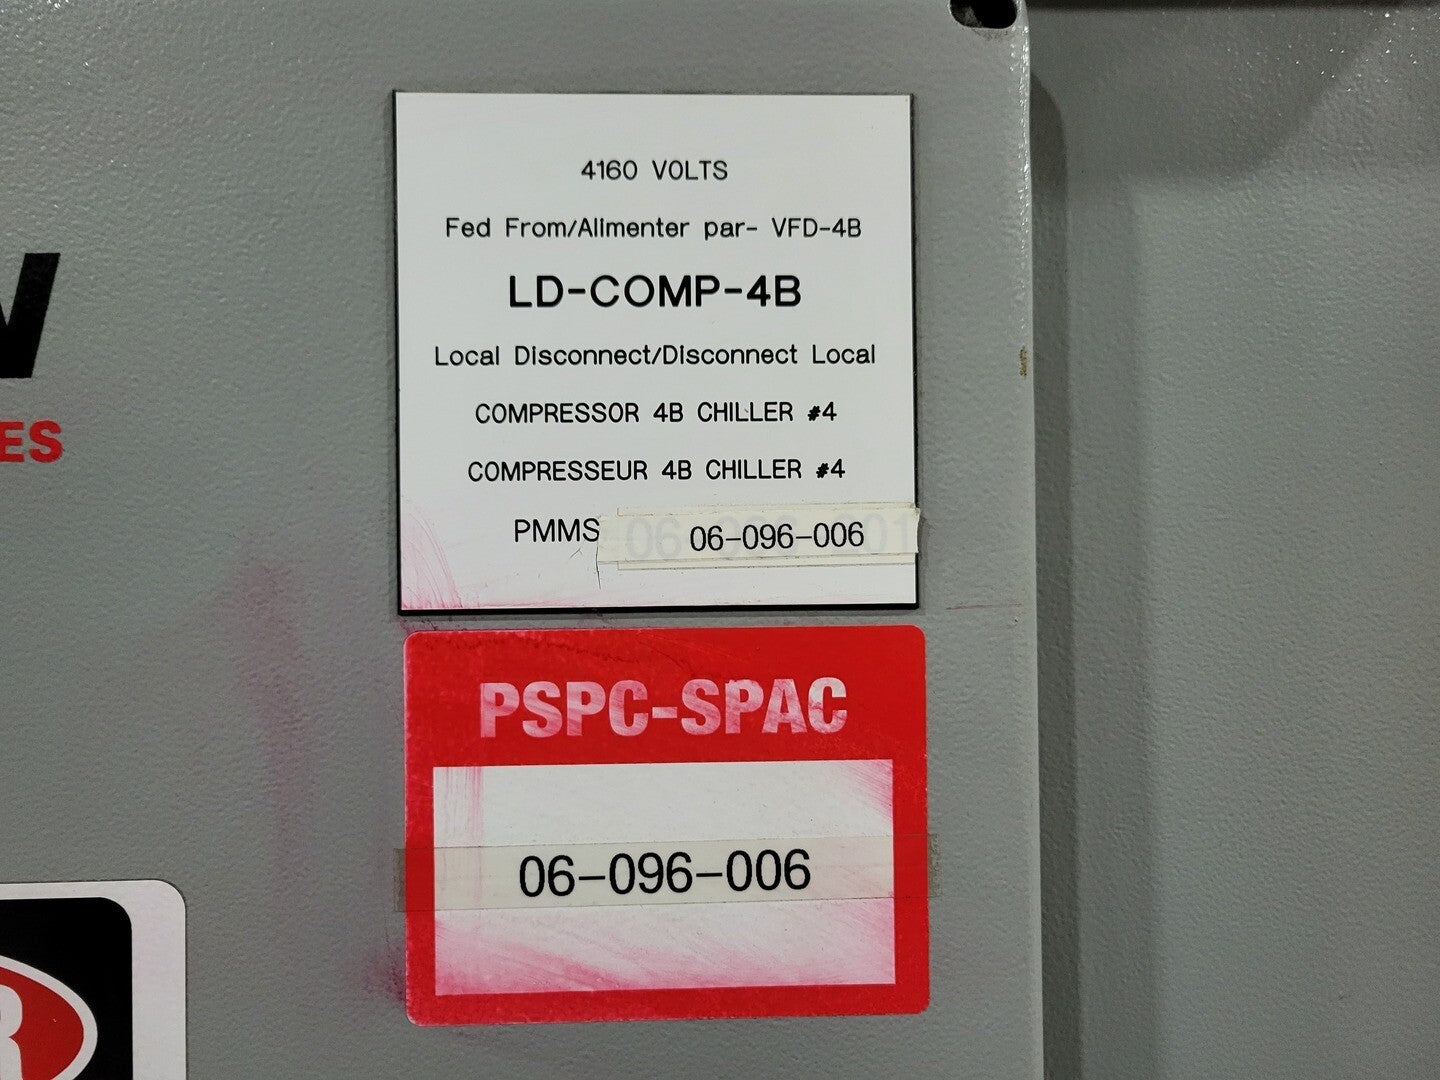 4160 VOLTS
Fed From/Alimenter par- VFD-4B
LD-COMP-4B
Local Disconnect/Disconnect Local
COMPRESSOR 4B CHILLER #4
COMPRESSEUR 4B CHILLER #4
PMMS 06-096-006
ES
PSPC-SPAC
06-096-006